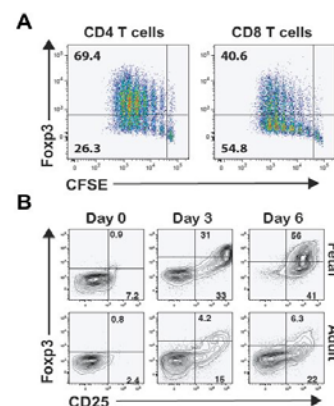 A
CD4 T cells CD8 T cells
69.4 40.6
26.3 54.8
Foxp3
CFSE
B
Day 0 Day 3 Day 6
0.9 31 56
7.2 33 41
Fetal
0.8 4.2 6.3
2.4 15 22
Adult
Foxp3
CD25